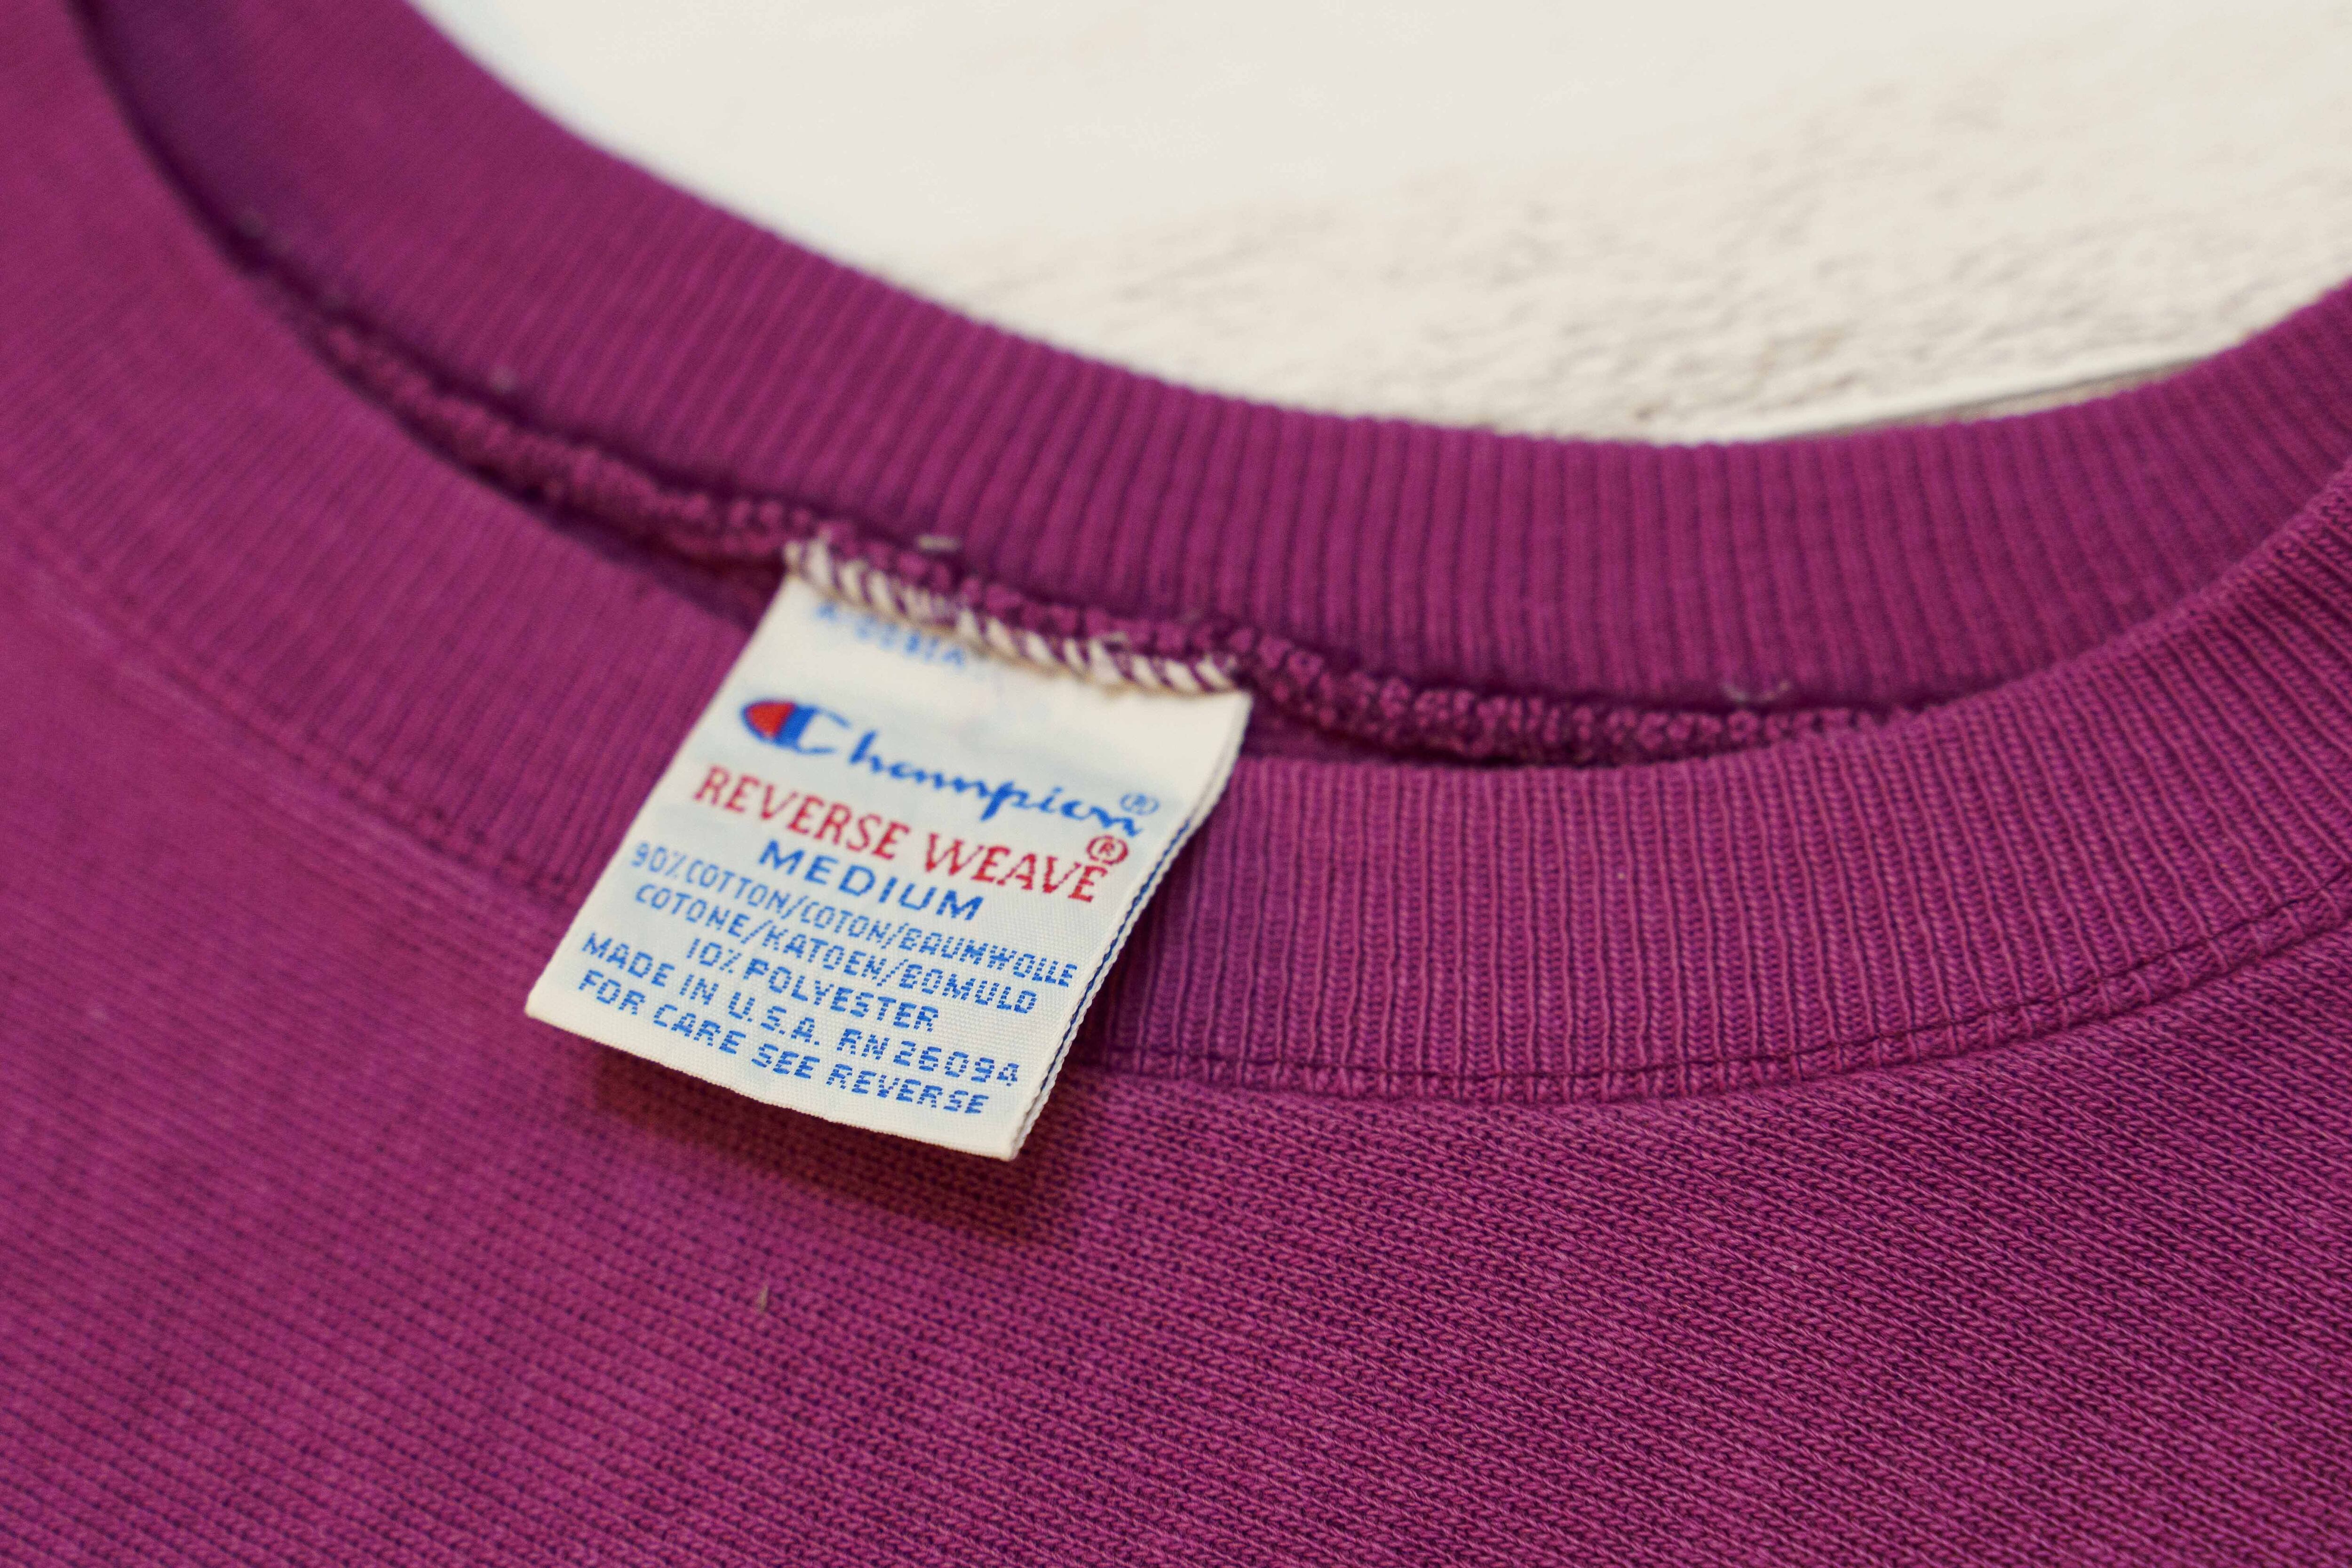 Champion®
REVERSE WEAVE®
MEDIUM
90% COTTON/COTON/BAUMWOLLE
COTONE/KATOEN/BOMULD
10% POLYESTER
MADE IN U.S.A. RN 26094
FOR CARE SEE REVERSE